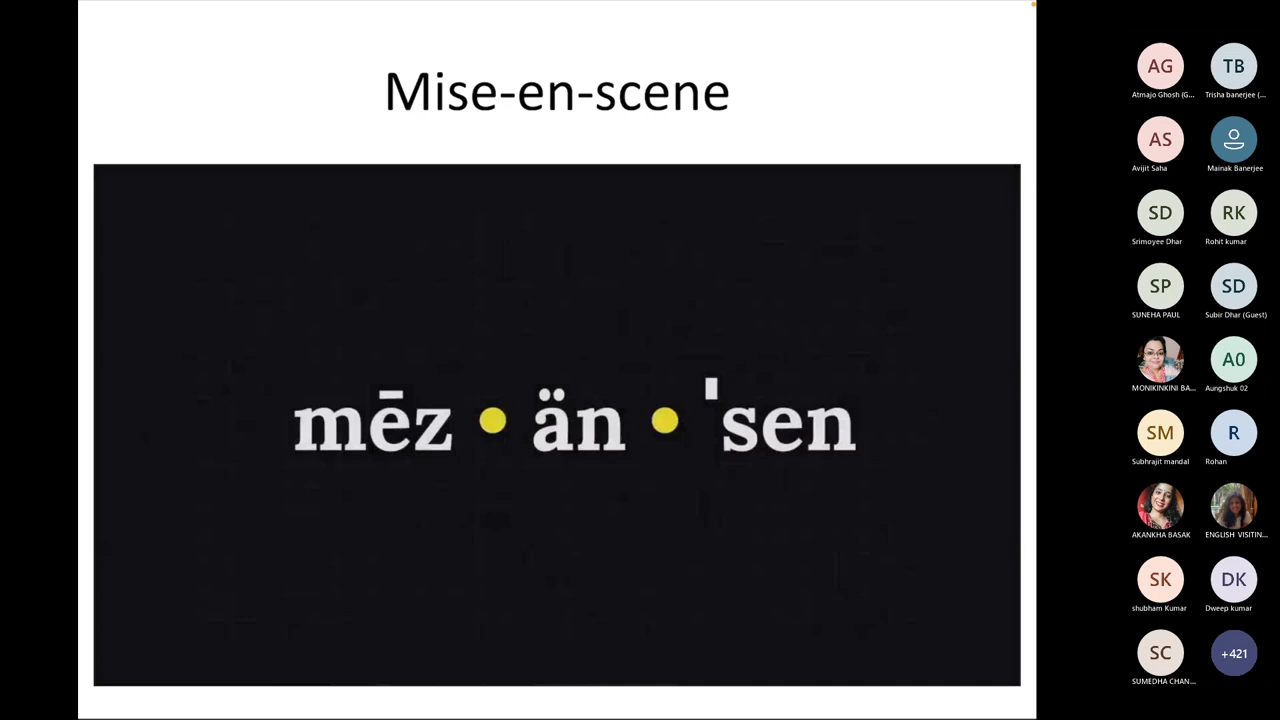 Mise-en-scene
mēz • än • ˈsen
AG
Atmajo Ghosh (G...
TB
Trisha banerjee (...
AS
Avijit Saha
Mainak Banerjee
SD
Srimoyee Dhar
RK
Rohit kumar
SP
SUNEHA PAUL
SD
Subir Dhar (Guest)
MONIKINKINI BA...
A0
Aungshuk 02
SM
Subhrajit mandal
R
Rohan
AKANKHA BASAK
ENGLISH VISITIN...
SK
shubham Kumar
DK
Dweep kumar
SC
SUMEDHA CHAN...
+421